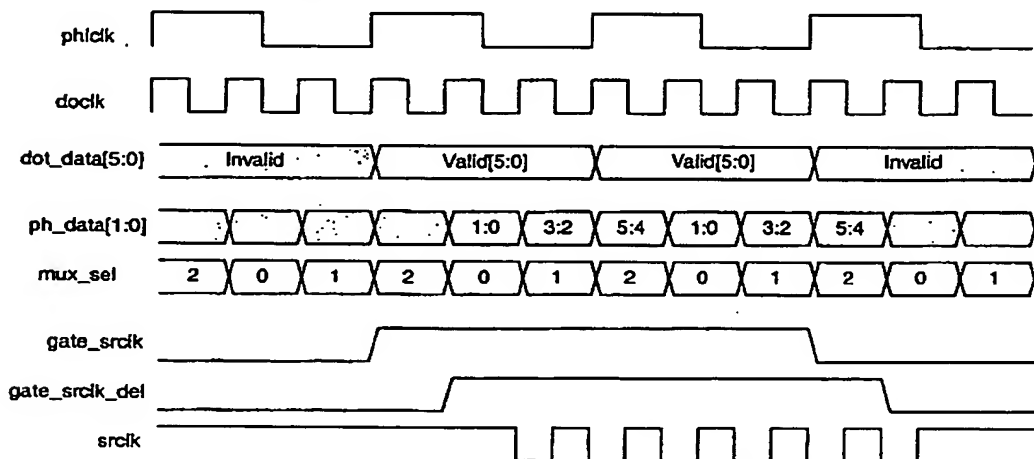 phiclk
doclk
dot_data[5:0] Invalid Valid[5:0] Valid[5:0] Invalid
ph_data[1:0] 1:0 3:2 5:4 1:0 3:2 5:4
mux_sel 2 0 1 2 0 1 2 0 1 2 0 1
gate_srclk
gate_srclk_del
srclk